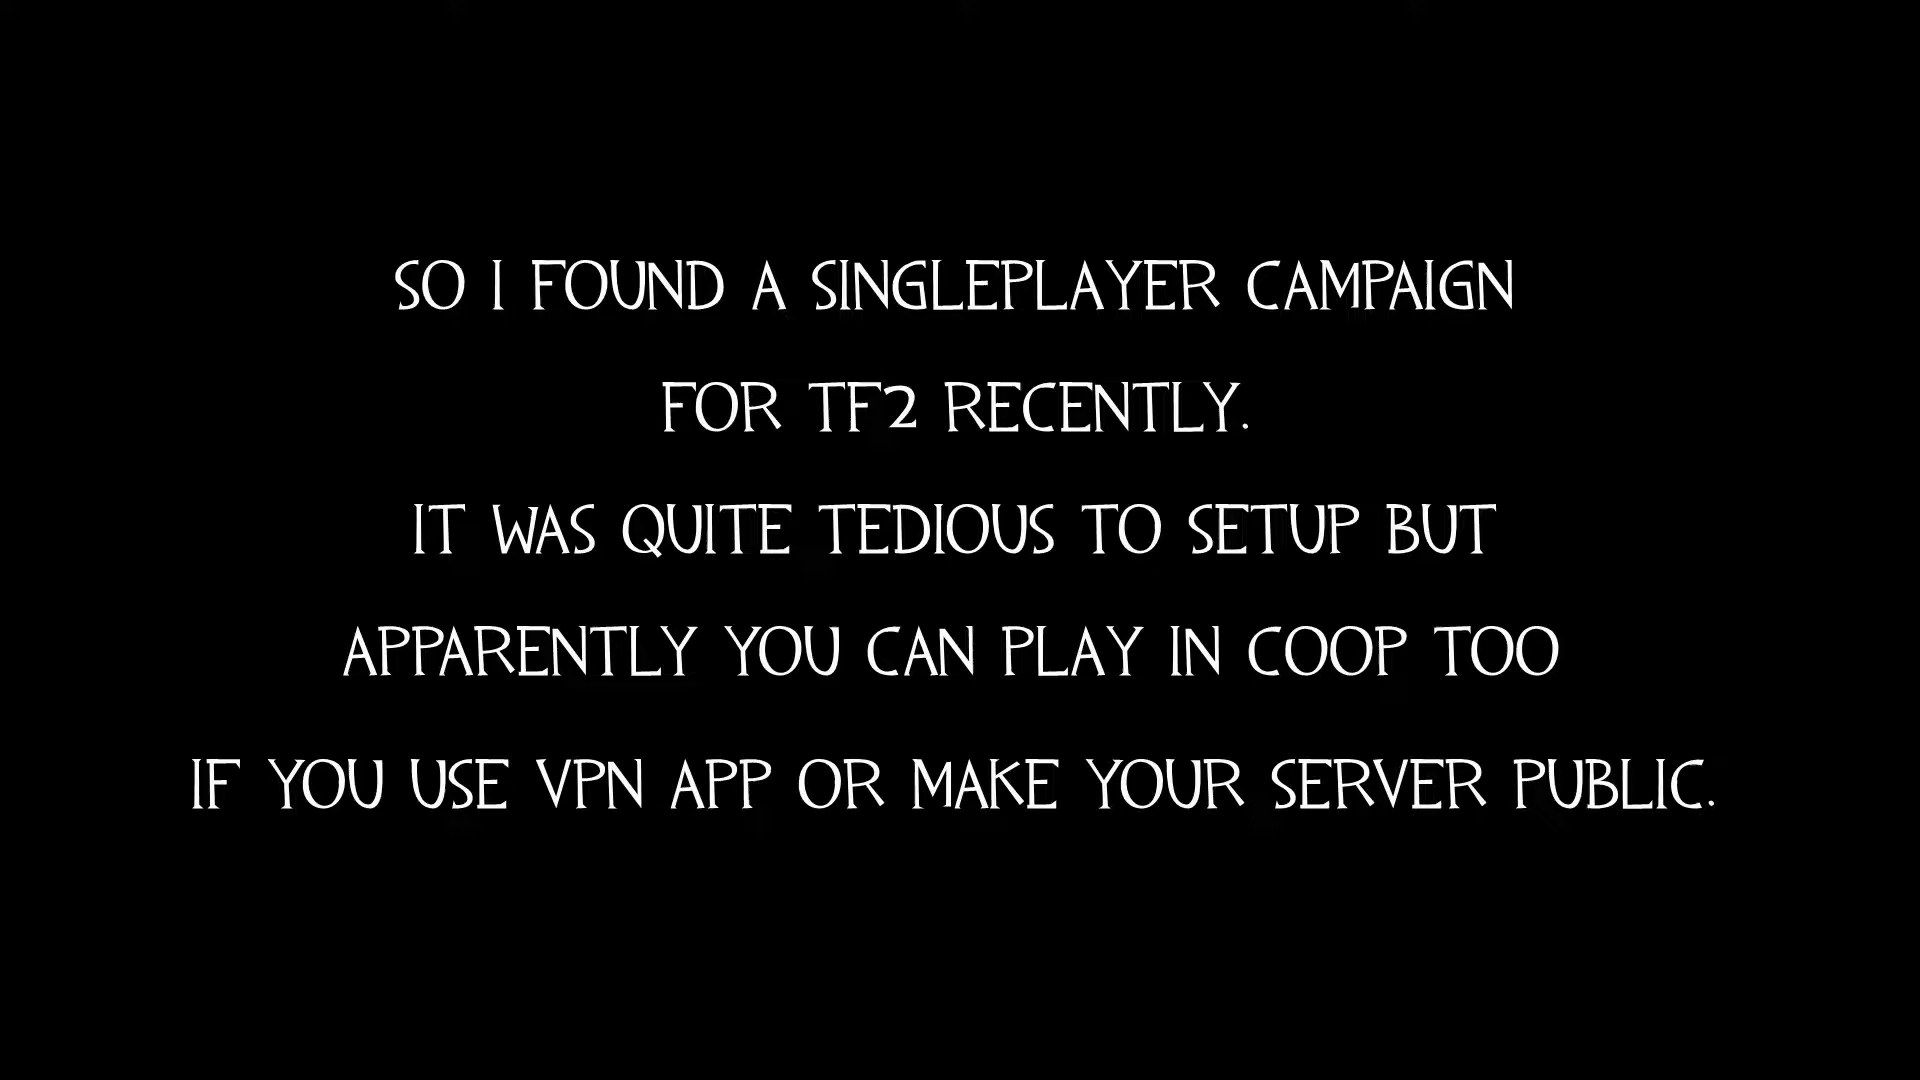 SO I FOUND A SINGLEPLAYER CAMPAIGN
FOR TF2 RECENTLY.
IT WAS QUITE TEDIOUS TO SETUP BUT
APPARENTLY YOU CAN PLAY IN COOP TOO
IF YOU USE VPN APP OR MAKE YOUR SERVER PUBLIC.